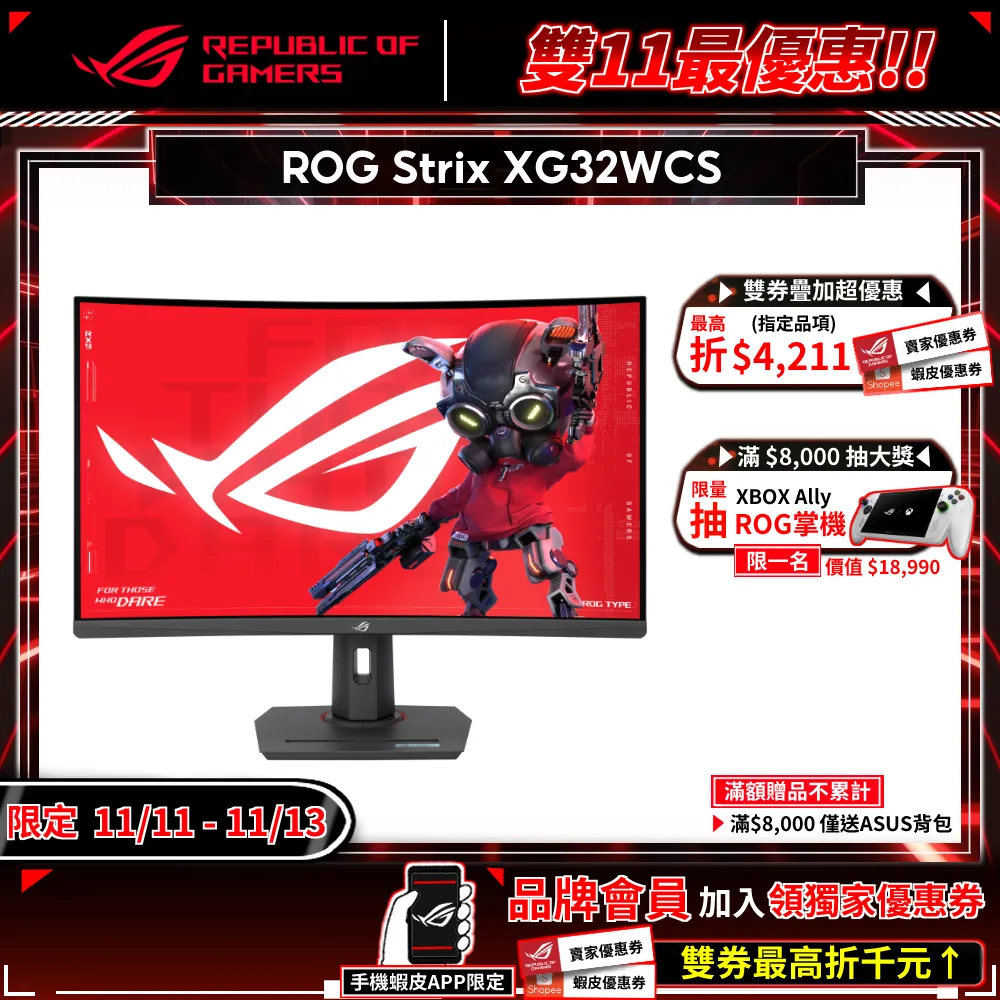 REPUBLIC OF
GAMERS
雙11最優惠!!
ROG Strix XG32WCS
雙券疊加超優惠
最高 (指定品項)
折$4,211
REPUBLIC OF
GAMERS
賣家優惠券
Shopee
蝦皮優惠券
滿 $8,000 抽大獎
限量 XBOX Ally
抽 ROG掌機
限一名 價值 $18,990
RX9
REPUBLIC OF GAMERS
FOR THOSE
WHO DARE
ROG TYPE
滿額贈品不累計
滿$8,000 僅送ASUS背包
限定 11/11 - 11/13
品牌會員 加入 領獨家優惠券
手機蝦皮APP限定
REPUBLIC OF
GAMERS
賣家優惠券
Shopee
蝦皮優惠券
雙券最高折千元↑